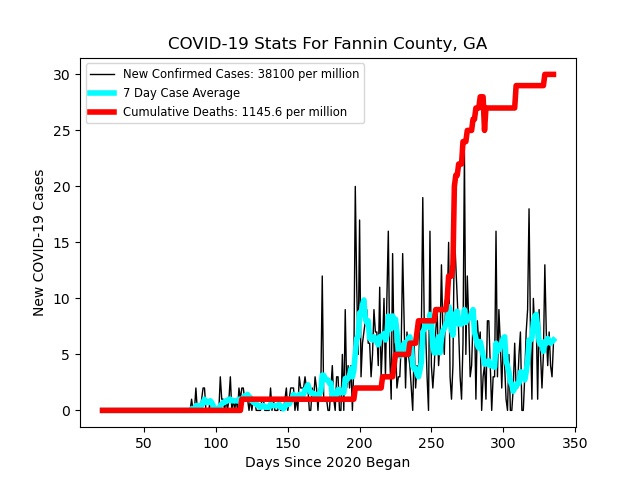 COVID-19 Stats For Fannin County, GA
New Confirmed Cases: 38100 per million
7 Day Case Average
Cumulative Deaths: 1145.6 per million
New COVID-19 Cases
30
25
20
15
10
5
0
50 100 150 200 250 300 350
Days Since 2020 Began